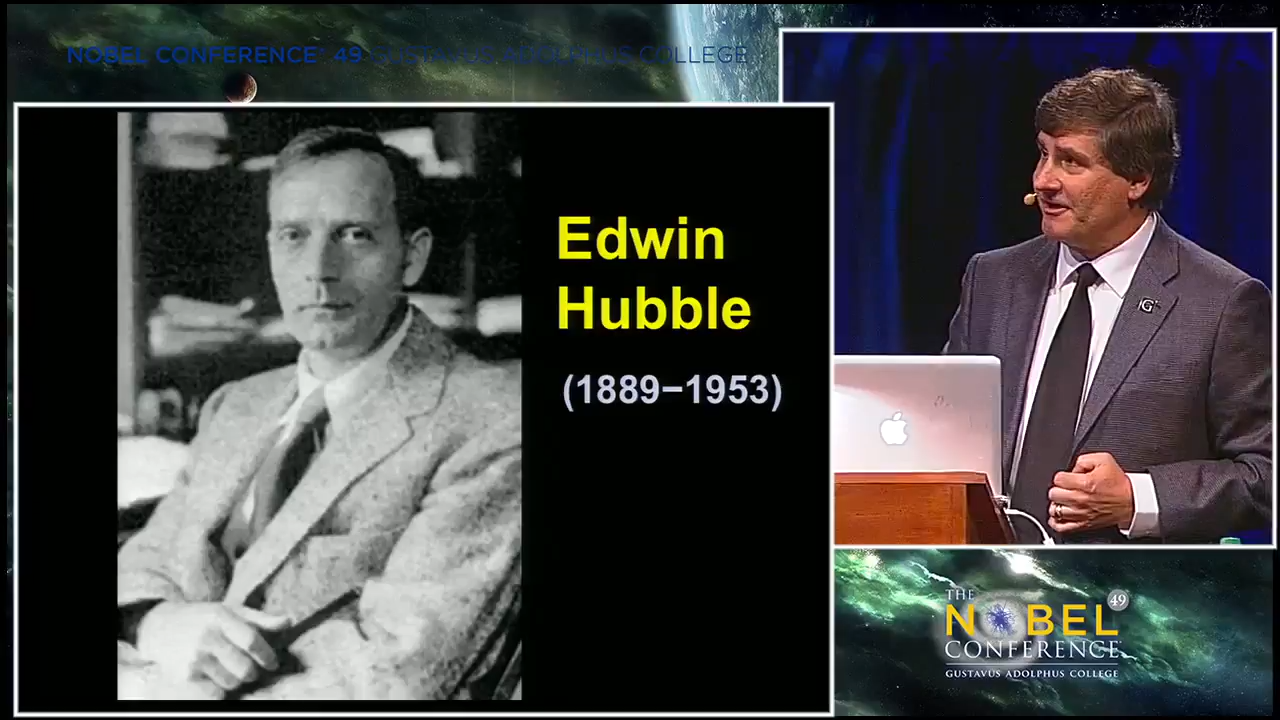 NOBEL CONFERENCE® 49 GUSTAVUS ADOLPHUS COLLEGE
Edwin
Hubble
(1889–1953)
G
THE
NOBEL 49
CONFERENCE
GUSTAVUS ADOLPHUS COLLEGE